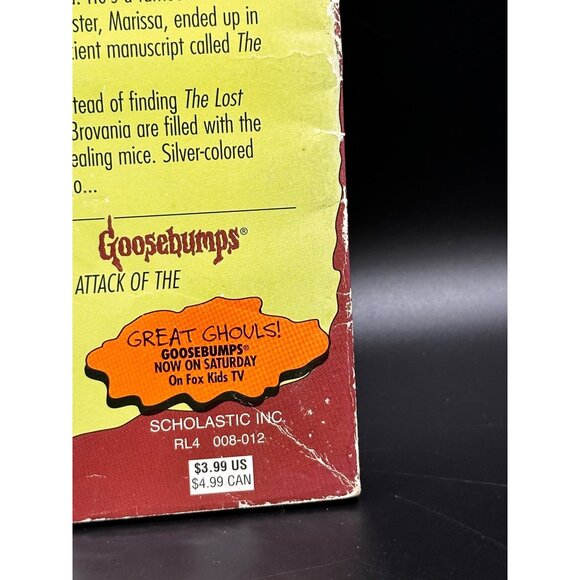 ster, Marissa, ended up in
cient manuscript called The
tead of finding The Lost
Brovania are filled with the
ealing mice. Silver-colored
o...
Goosebumps®
ATTACK OF THE
GREAT GHOULS!
GOOSEBUMPS®
NOW ON SATURDAY
On Fox Kids TV
SCHOLASTIC INC.
RL4 008-012
$3.99 US
$4.99 CAN